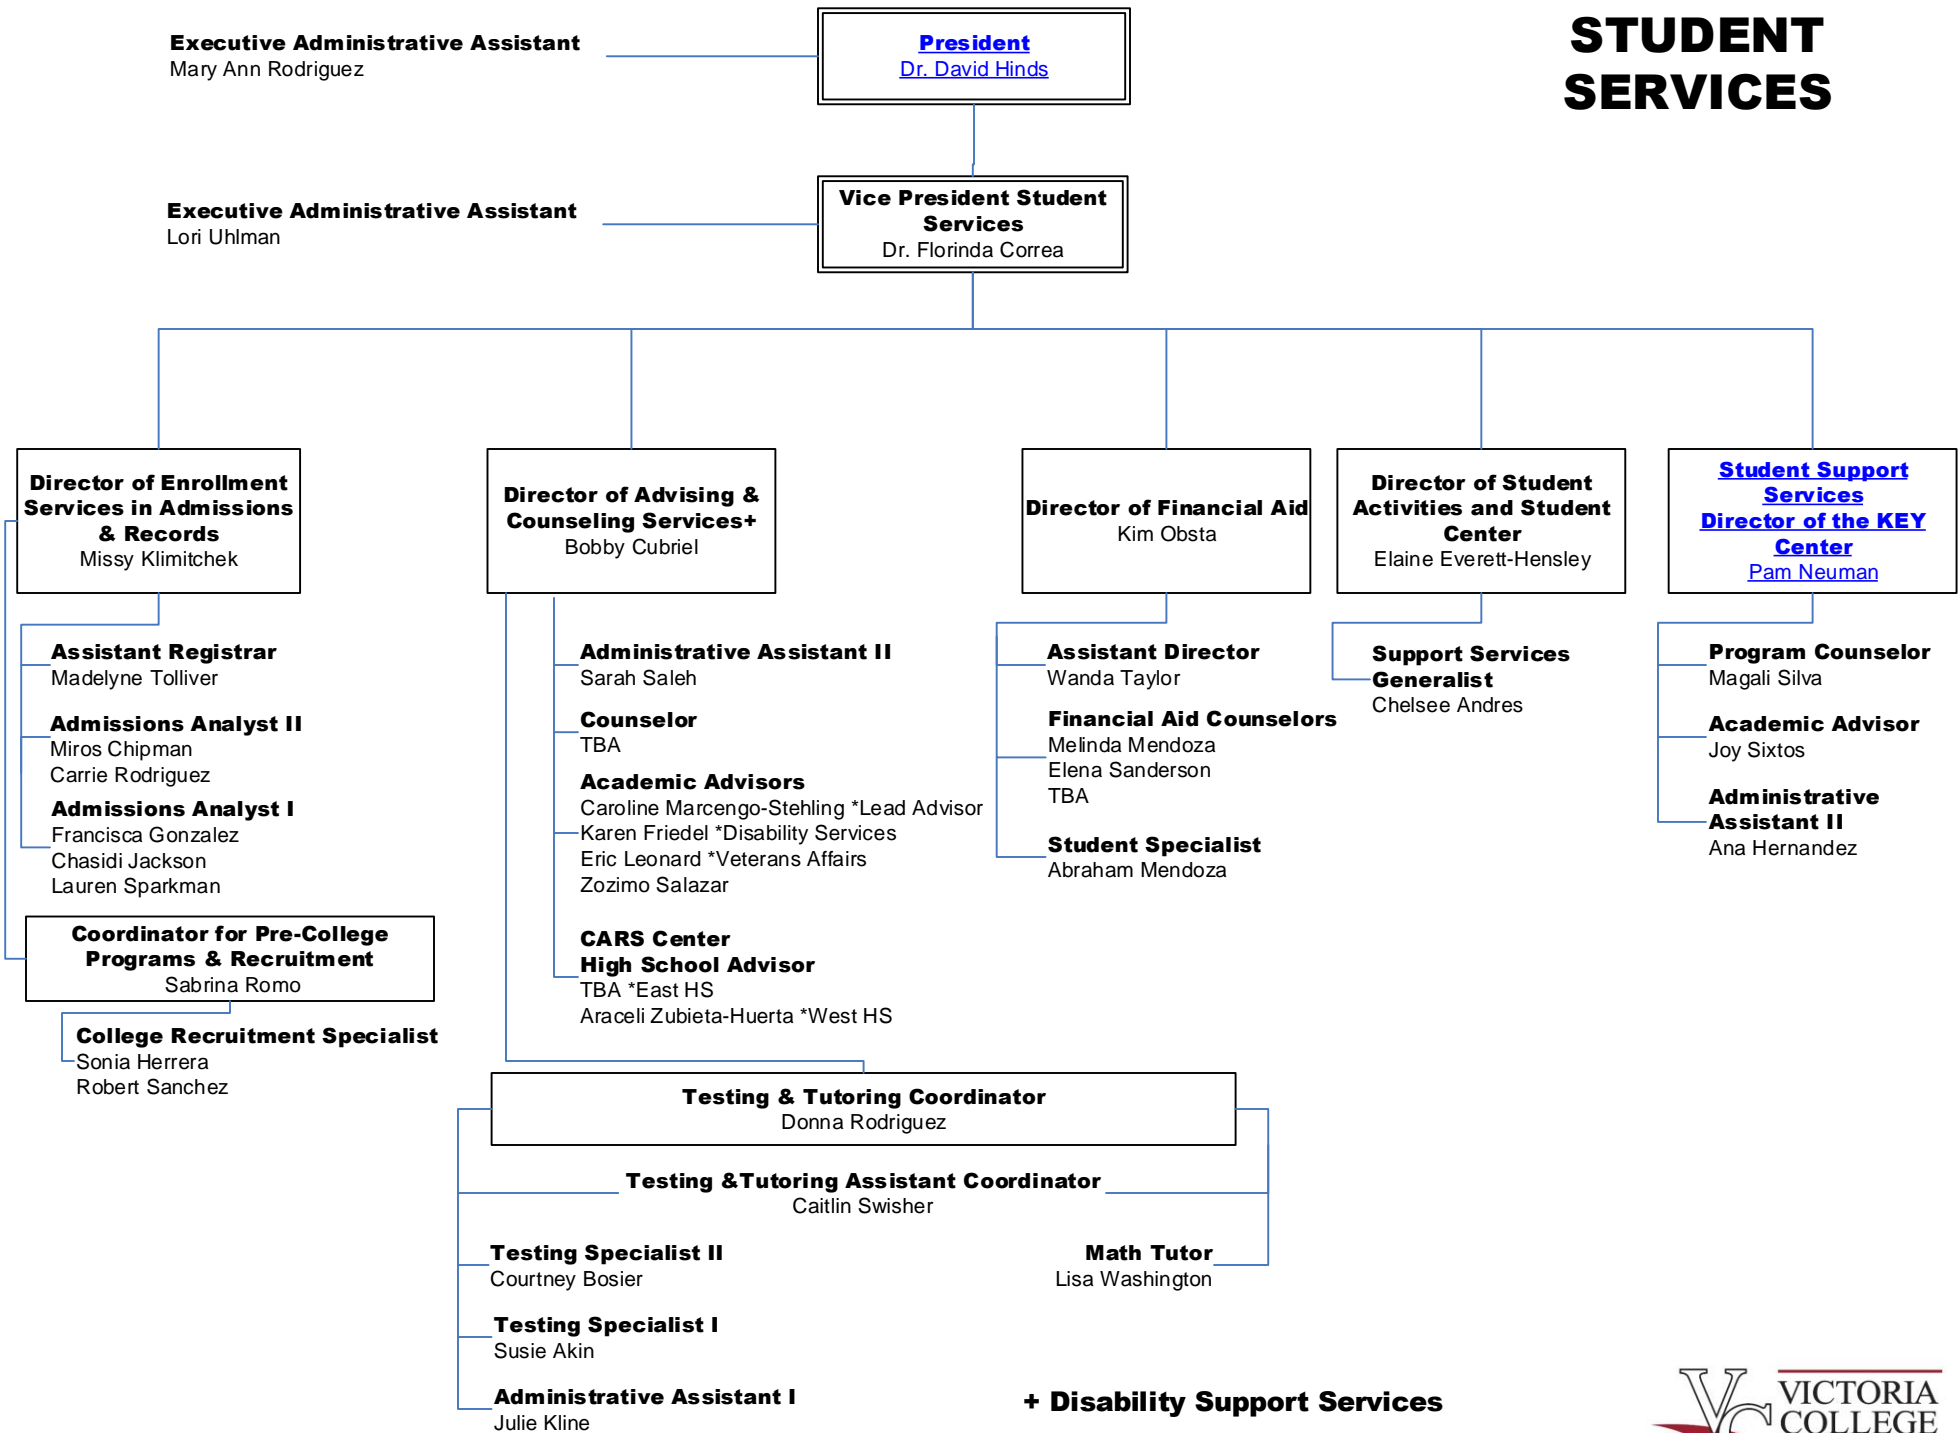 STUDENT
SERVICES
Executive Administrative Assistant
Mary Ann Rodriguez
President
Dr. David Hinds
Executive Administrative Assistant
Lori Uhlman
Vice President Student
Services
Dr. Florinda Correa
Director of Enrollment
Services in Admissions
& Records
Missy Klimitchek
Director of Advising &
Counseling Services+
Bobby Cubriel
Director of Financial Aid
Kim Obsta
Director of Student
Activities and Student
Center
Elaine Everett-Hensley
Student Support
Services
Director of the KEY
Center
Pam Neuman
Assistant Registrar
Madelyne Tolliver
Admissions Analyst II
Miros Chipman
Carrie Rodriguez
Admissions Analyst I
Francisca Gonzalez
Chasidi Jackson
Lauren Sparkman
Coordinator for Pre-College
Programs & Recruitment
Sabrina Romo
College Recruitment Specialist
Sonia Herrera
Robert Sanchez
Administrative Assistant II
Sarah Saleh
Counselor
TBA
Academic Advisors
Caroline Marcengo-Stehling *Lead Advisor
Karen Friedel *Disability Services
Eric Leonard *Veterans Affairs
Zozimo Salazar
CARS Center
High School Advisor
TBA *East HS
Araceli Zubieta-Huerta *West HS
Assistant Director
Wanda Taylor
Financial Aid Counselors
Melinda Mendoza
Elena Sanderson
TBA
Student Specialist
Abraham Mendoza
Support Services
Generalist
Chelsee Andres
Program Counselor
Magali Silva
Academic Advisor
Joy Sixtos
Administrative
Assistant II
Ana Hernandez
Testing & Tutoring Coordinator
Donna Rodriguez
Testing &Tutoring Assistant Coordinator
Caitlin Swisher
Testing Specialist II
Courtney Bosier
Math Tutor
Lisa Washington
Testing Specialist I
Susie Akin
Administrative Assistant I
Julie Kline
+ Disability Support Services
VC VICTORIA
COLLEGE